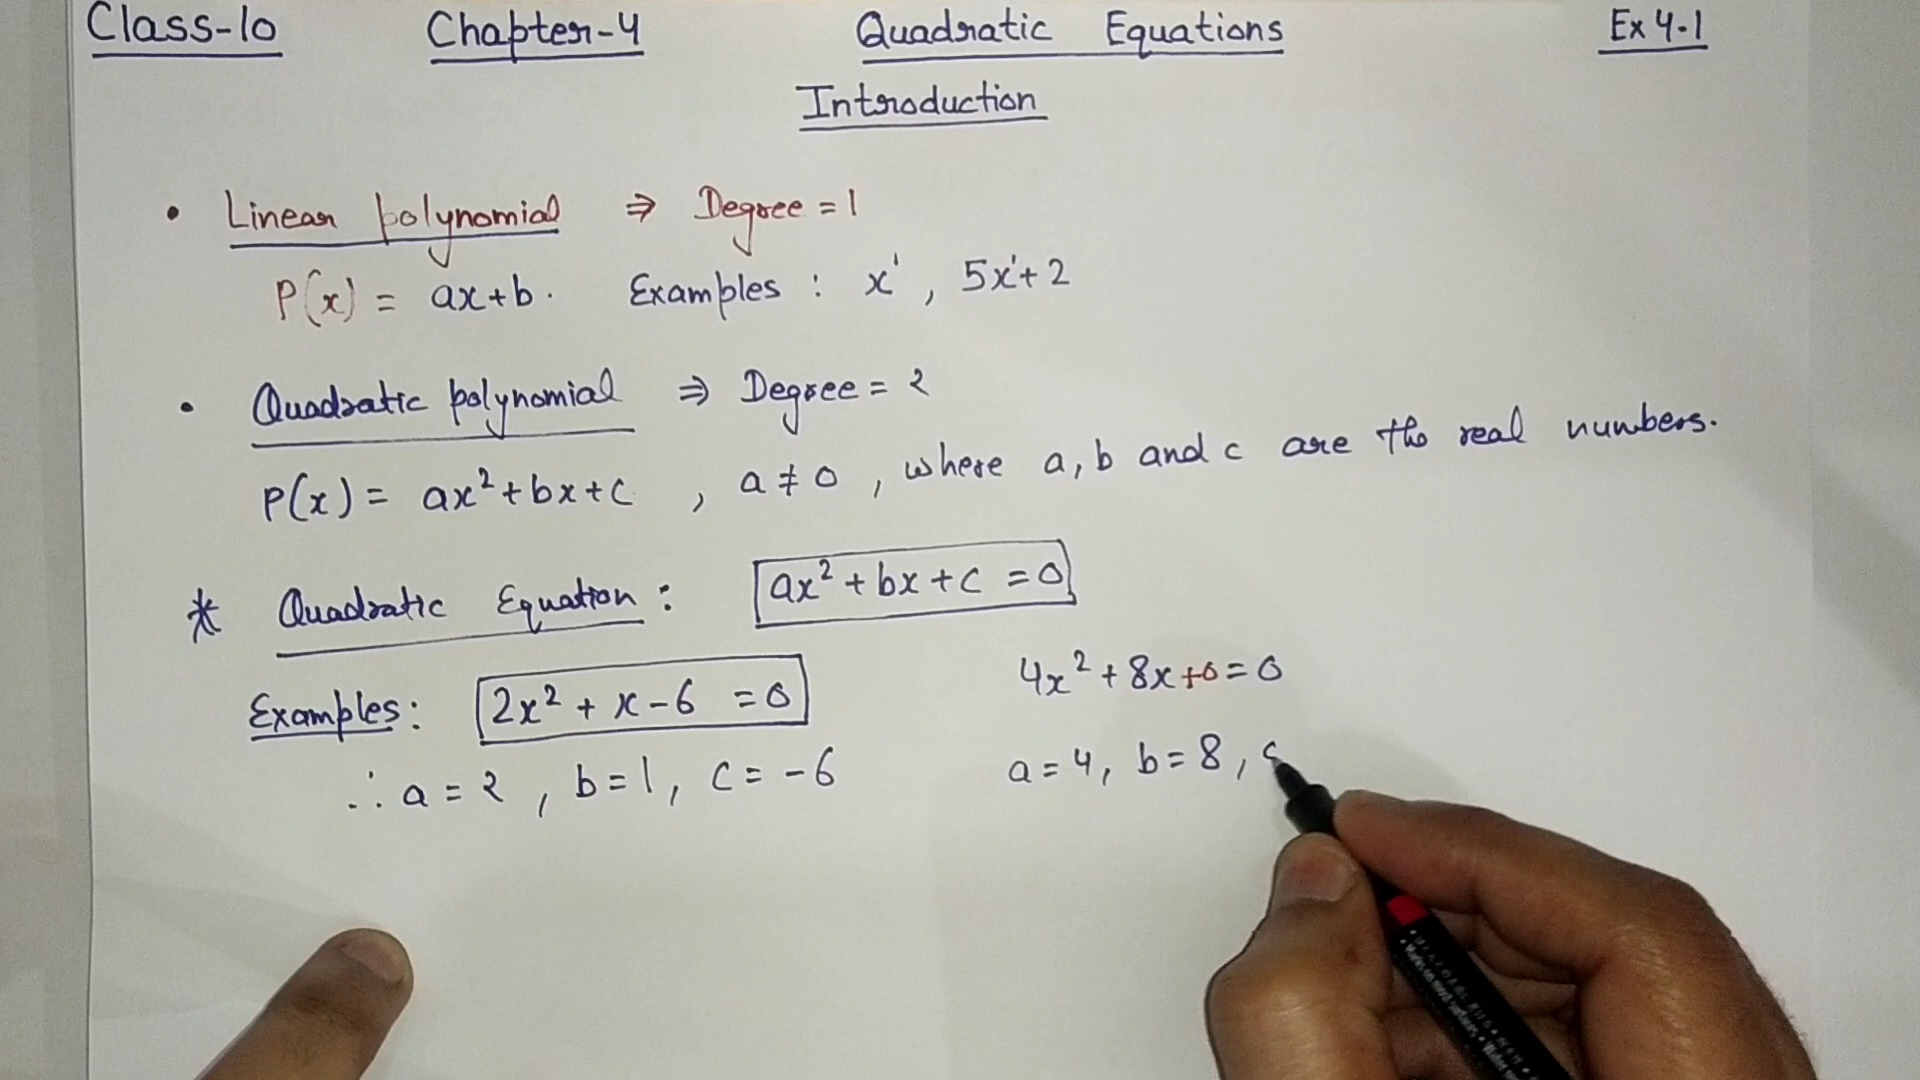 Class-10 Chapter-4 Quadratic Equations Ex 4.1
Introduction
• Linear polynomial ⇒ Degree = 1
P(x) = ax+b. Examples : x¹, 5x¹+2
• Quadratic polynomial ⇒ Degree = 2
P(x) = ax²+bx+c , a≠0 , where a, b and c are the real numbers.
* Quadratic Equation : ax²+bx+c =0
Examples: 2x² + x-6 =0 4x²+8x+0=0
∴ a=2, b=1, c=-6 a=4, b=8, c